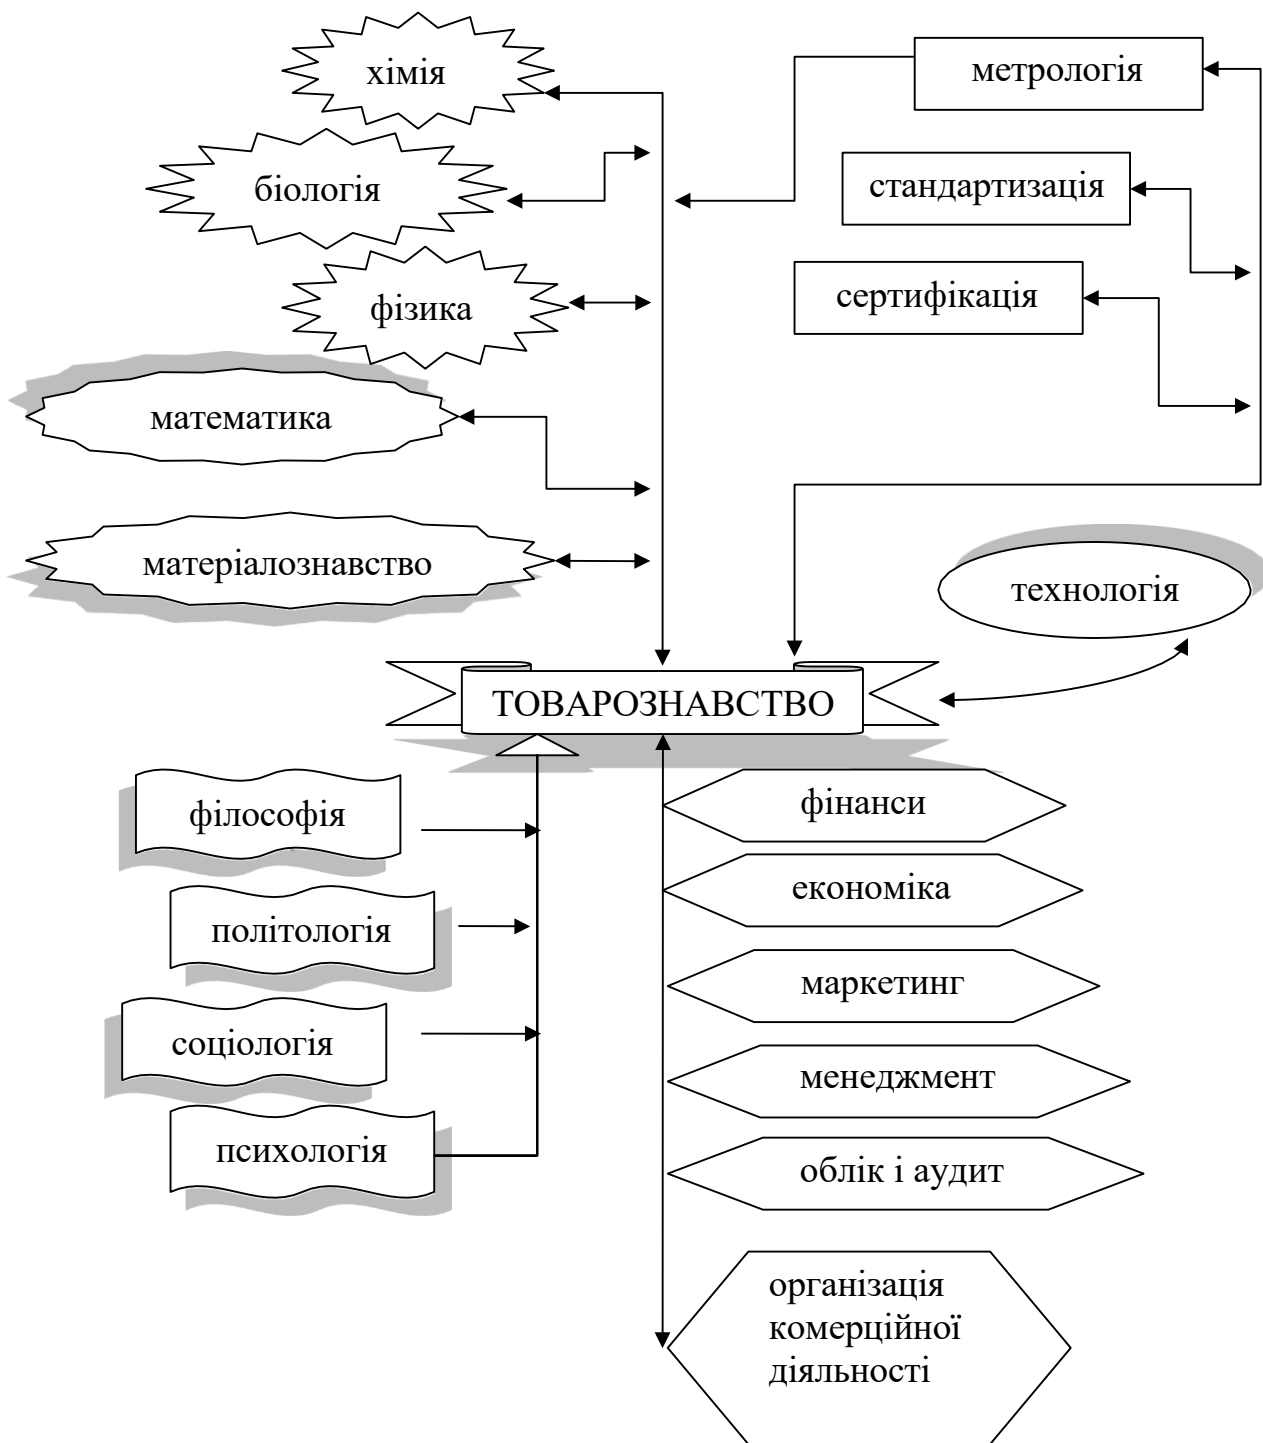 хімія
біологія
фізика
математика
матеріалознавство
метрологія
стандартизація
сертифікація
технологія
ТОВАРОЗНАВСТВО
філософія
політологія
соціологія
психологія
фінанси
економіка
маркетинг
менеджмент
облік і аудит
організація
комерційної
діяльності